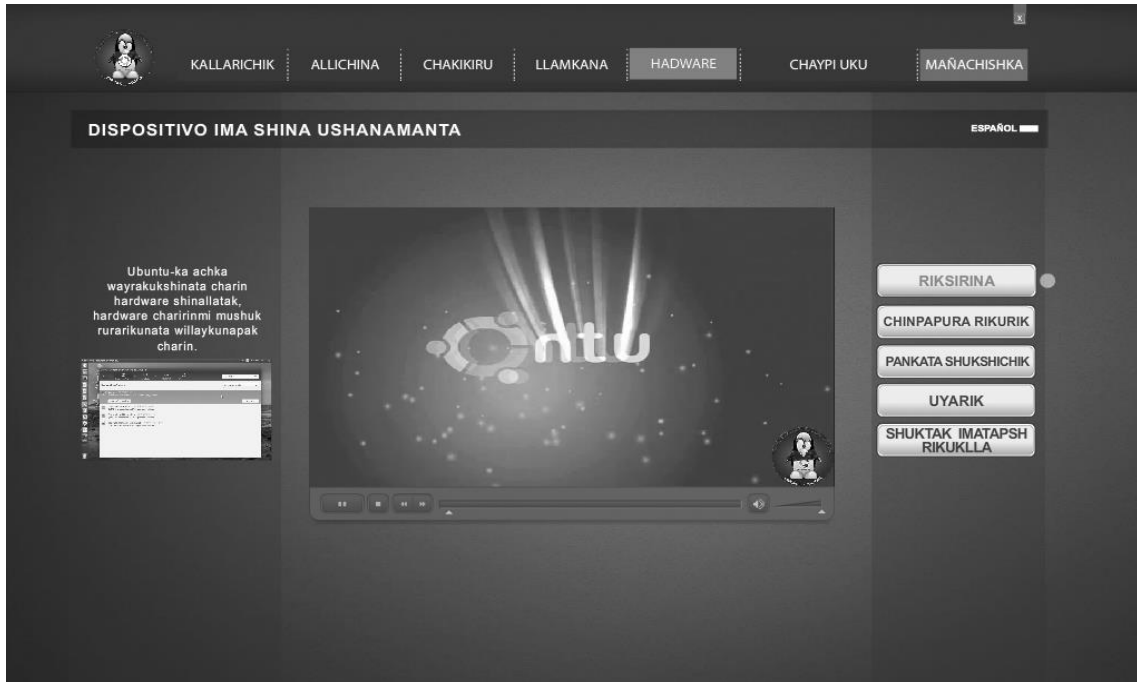 x
KALLARICHIK
ALLICHINA
CHAKIKIRU
LLAMKANA
HADWARE
CHAYPI UKU
MAÑACHISHKA
DISPOSITIVO IMA SHINA USHANAMANTA
ESPAÑOL
Ubuntu-ka achka
wayrakukshinata charin
hardware shinallatak,
hardware charirinmi mushuk
rurarikunata willaykunapak
charin.
ntu
RIKSIRINA
CHINPAPURA RIKURIK
PANKATA SHUKSHICHIK
UYARIK
SHUKTAK IMATAPSH
RIKUKLLA